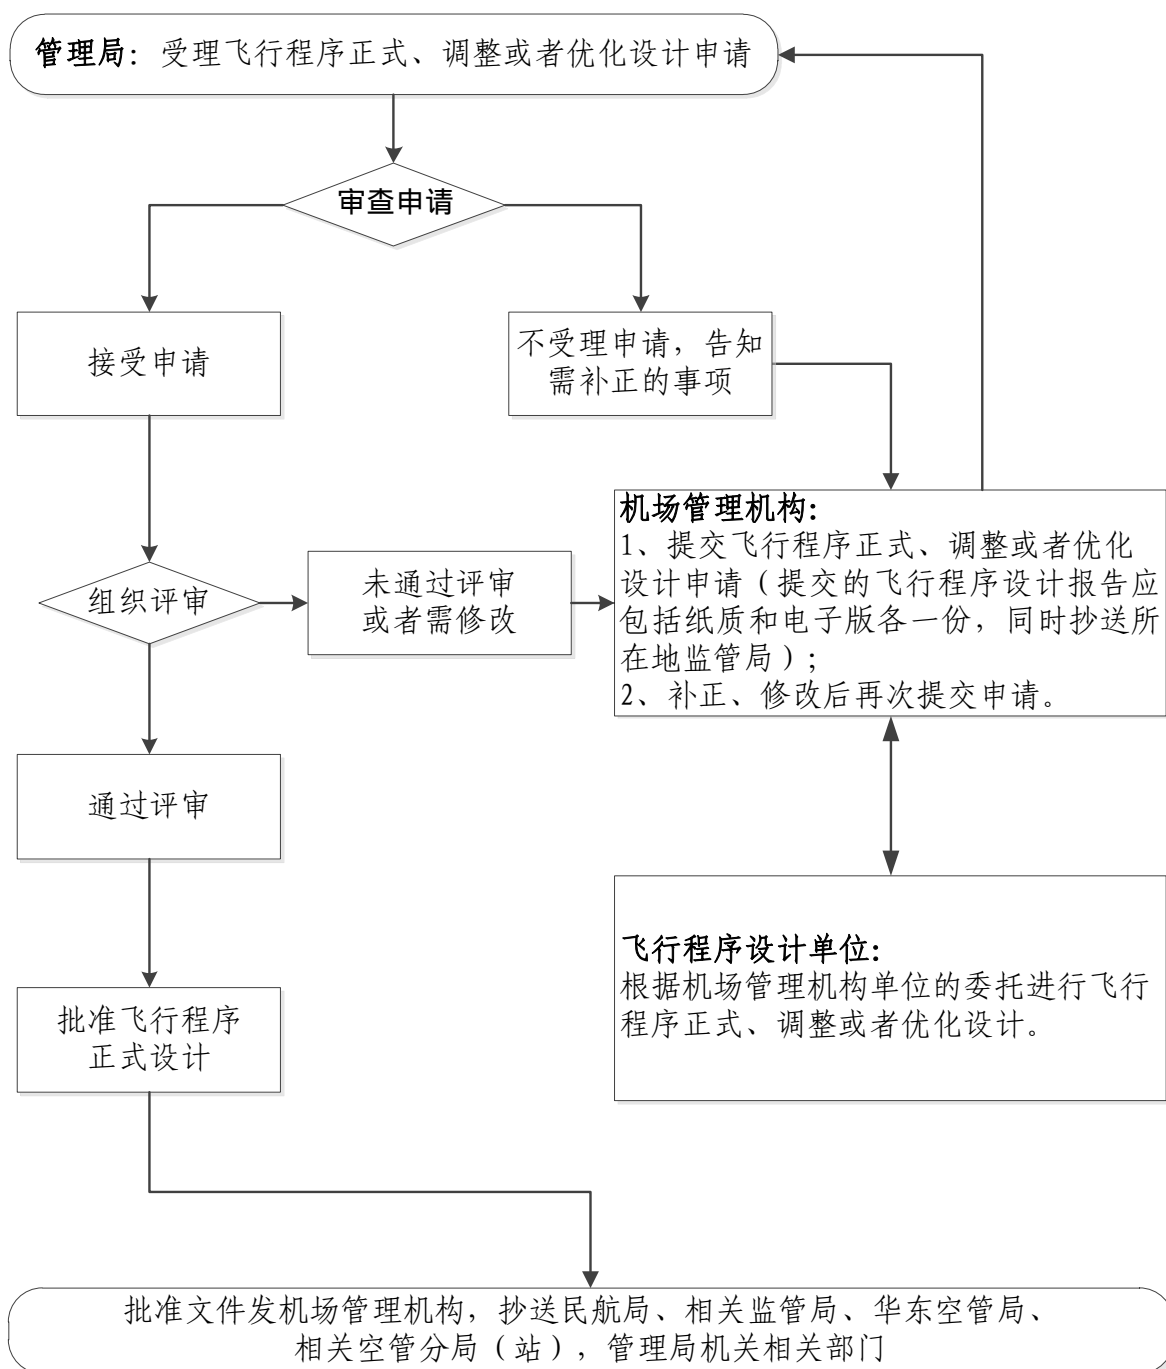 管理局：受理飞行程序正式、调整或者优化设计申请
审查申请
接受申请
不受理申请，告知
需补正的事项
机场管理机构：
1、提交飞行程序正式、调整或者优化
设计申请（提交的飞行程序设计报告应
包括纸质和电子版各一份，同时抄送所
在地监管局）；
2、补正、修改后再次提交申请。
组织评审
未通过评审
或者需修改
通过评审
飞行程序设计单位：
根据机场管理机构单位的委托进行飞行
程序正式、调整或者优化设计。
批准飞行程序
正式设计
批准文件发机场管理机构，抄送民航局、相关监管局、华东空管局、
相关空管分局（站），管理局机关相关部门